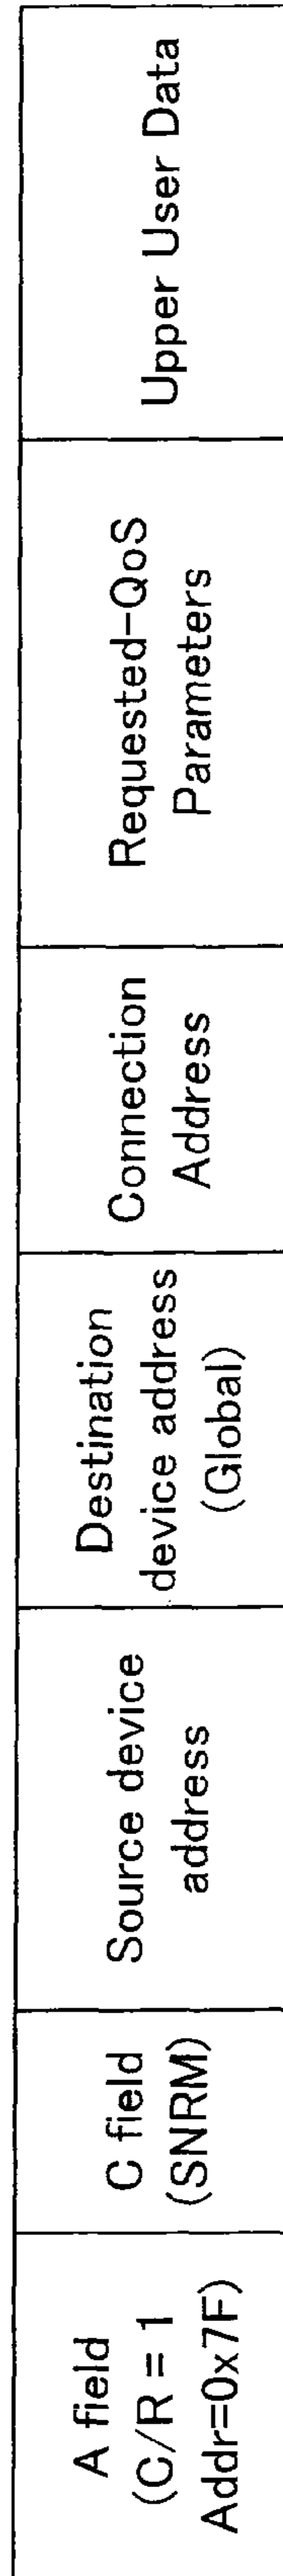 A field
(C/R = 1
Addr=0x7F)
C field
(SNRM)
Source device
address
Destination
device address
(Global)
Connection
Address
Requested-QoS
Parameters
Upper User Data